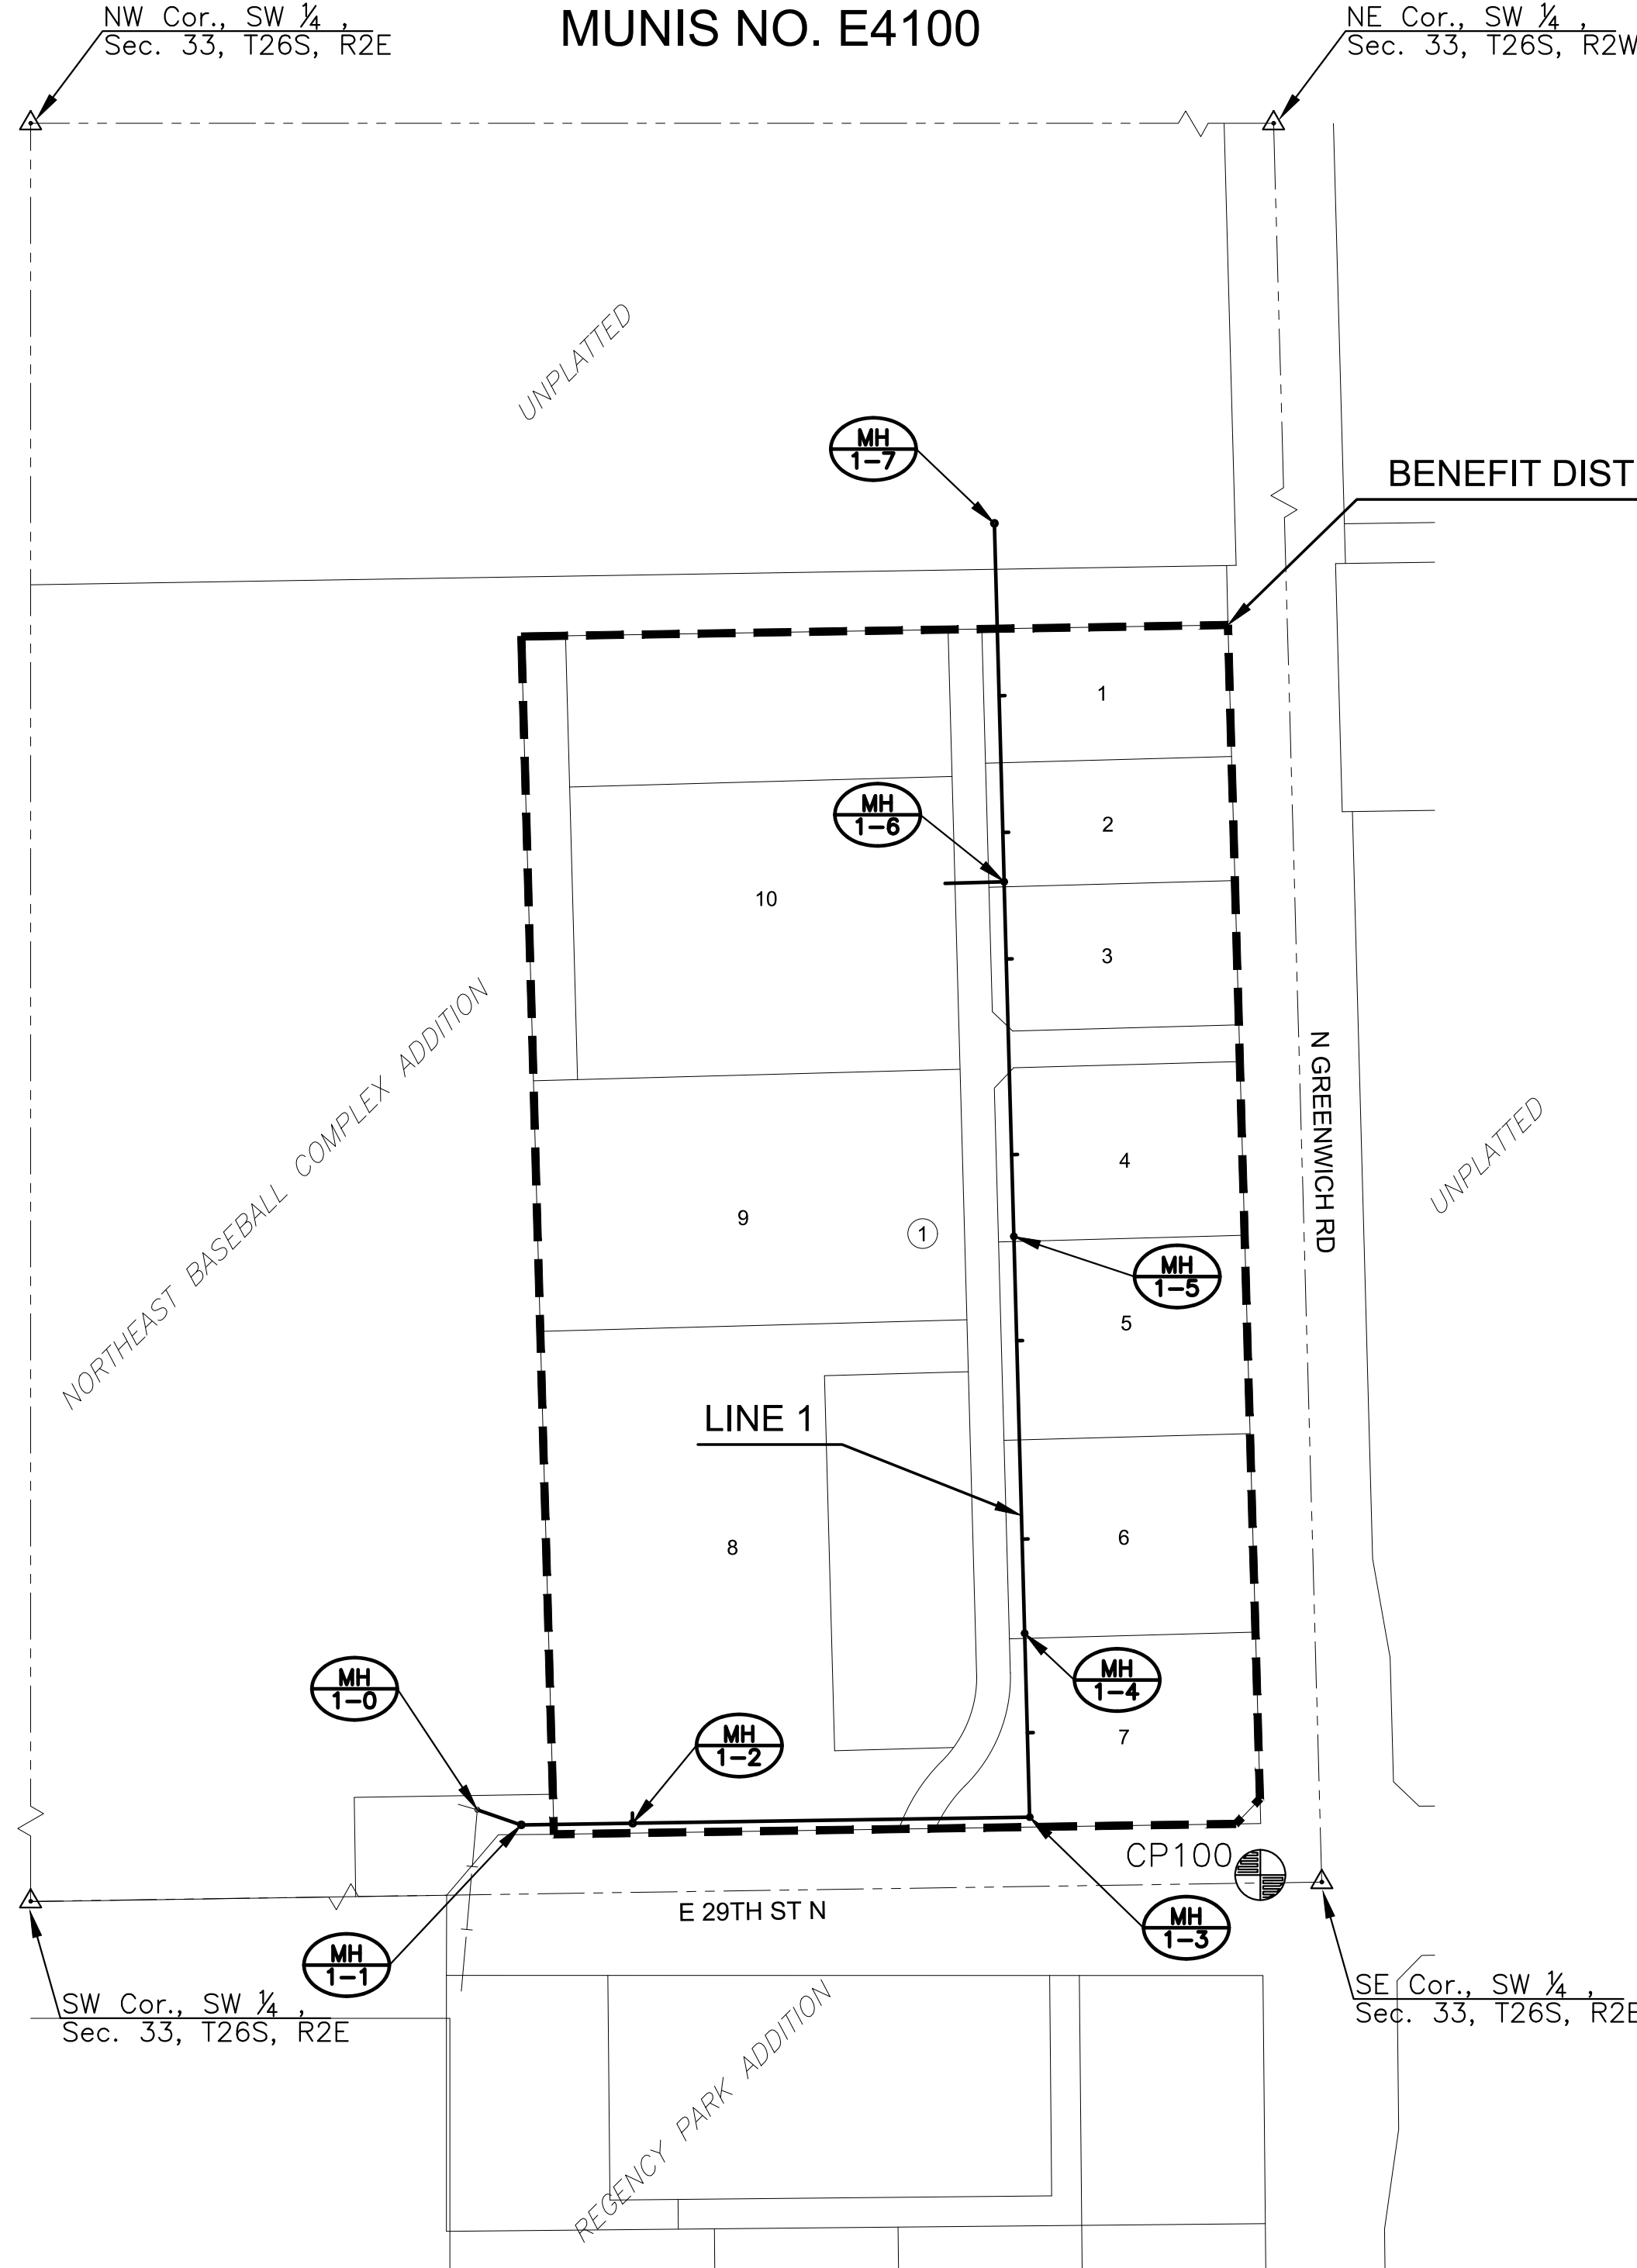 MUNIS NO. E4100
NW Cor., SW ¼ ,
Sec. 33, T26S, R2E
NE Cor., SW ¼ ,
Sec. 33, T26S, R2W
UNPLATTED
MH
1-7
BENEFIT DIST
1
MH
1-6
2
10
3
NORTHEAST BASEBALL COMPLEX ADDITION
N GREENWICH RD
UNPLATTED
4
9
1
MH
1-5
5
LINE 1
6
8
MH
1-0
MH
1-4
MH
1-2
7
CP100
E 29TH ST N
MH
1-3
MH
1-1
SW Cor., SW ¼ ,
Sec. 33, T26S, R2E
SE Cor., SW ¼ ,
Sec. 33, T26S, R2E
REGENCY PARK ADDITION